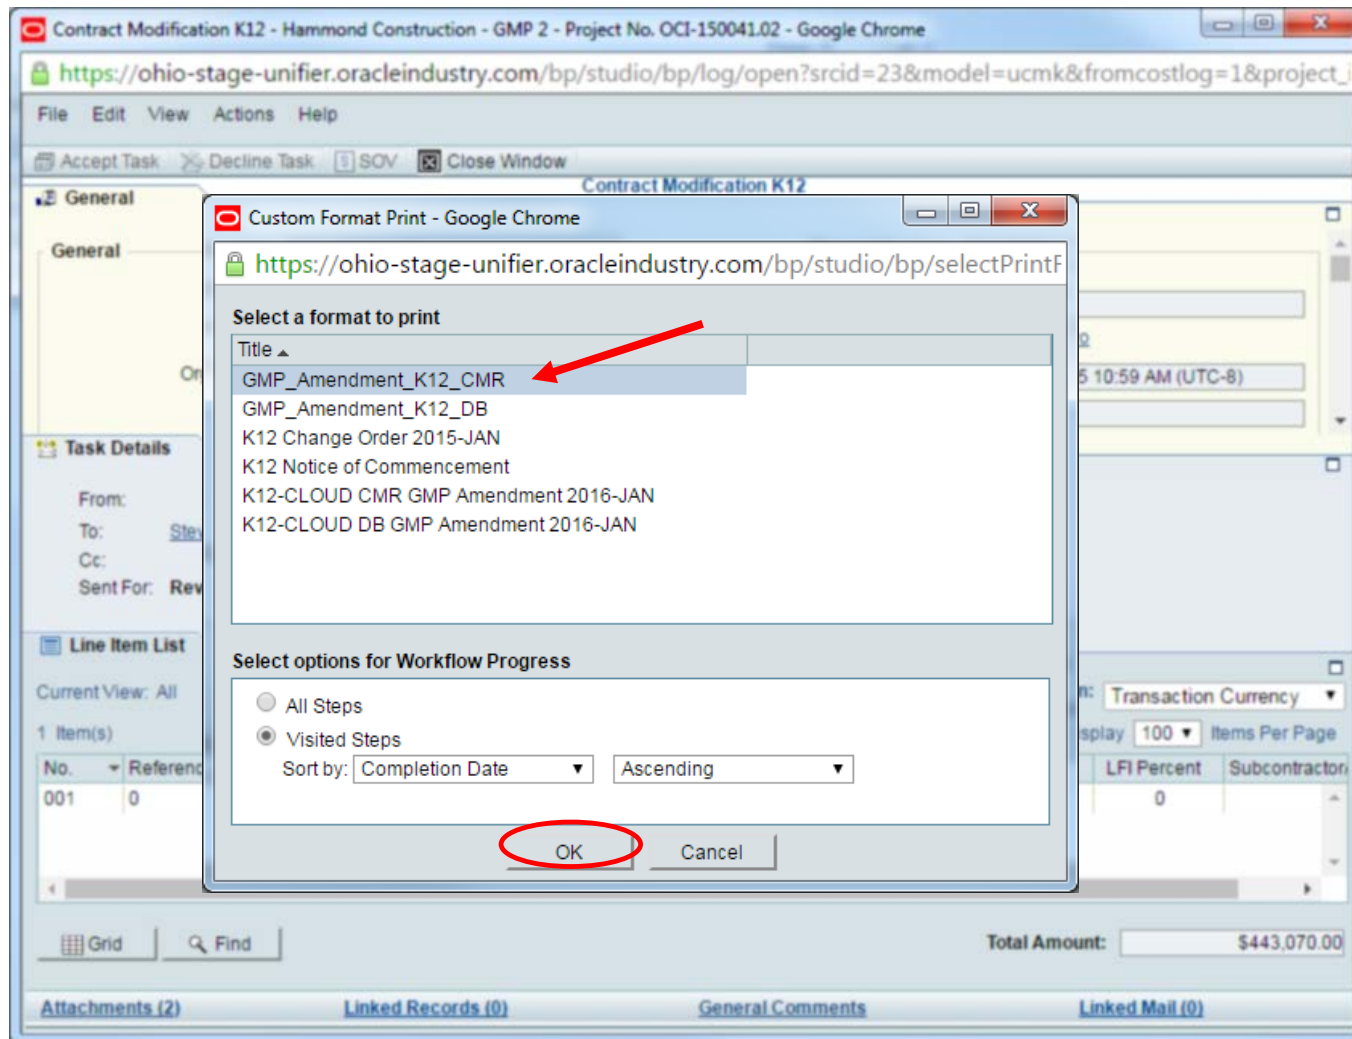 Contract Modification K12 - Hammond Construction - GMP 2 - Project No. OCI-150041.02 - Google Chrome
https://ohio-stage-unifier.oracleindustry.com/bp/studio/bp/log/open?srcid=23&model=ucmk&fromcostlog=1&project_i
File Edit View Actions Help
Accept Task Decline Task SOV Close Window
Contract Modification K12
General
General
Custom Format Print - Google Chrome
https://ohio-stage-unifier.oracleindustry.com/bp/studio/bp/selectPrintF
Select a format to print
Title
GMP_Amendment_K12_CMR
GMP_Amendment_K12_DB
K12 Change Order 2015-JAN
K12 Notice of Commencement
K12-CLOUD CMR GMP Amendment 2016-JAN
K12-CLOUD DB GMP Amendment 2016-JAN
5 10:59 AM (UTC-8)
Task Details
From:
To: Stev
Cc:
Sent For: Rev
Select options for Workflow Progress
All Steps
Visited Steps
Sort by: Completion Date Ascending
OK Cancel
Line Item List
Current View: All
n: Transaction Currency
1 Item(s)
splay 100 Items Per Page
No. Referenc LFI Percent Subcontractor
001 0 0
Grid Find Total Amount: $443,070.00
Attachments (2) Linked Records (0) General Comments Linked Mail (0)